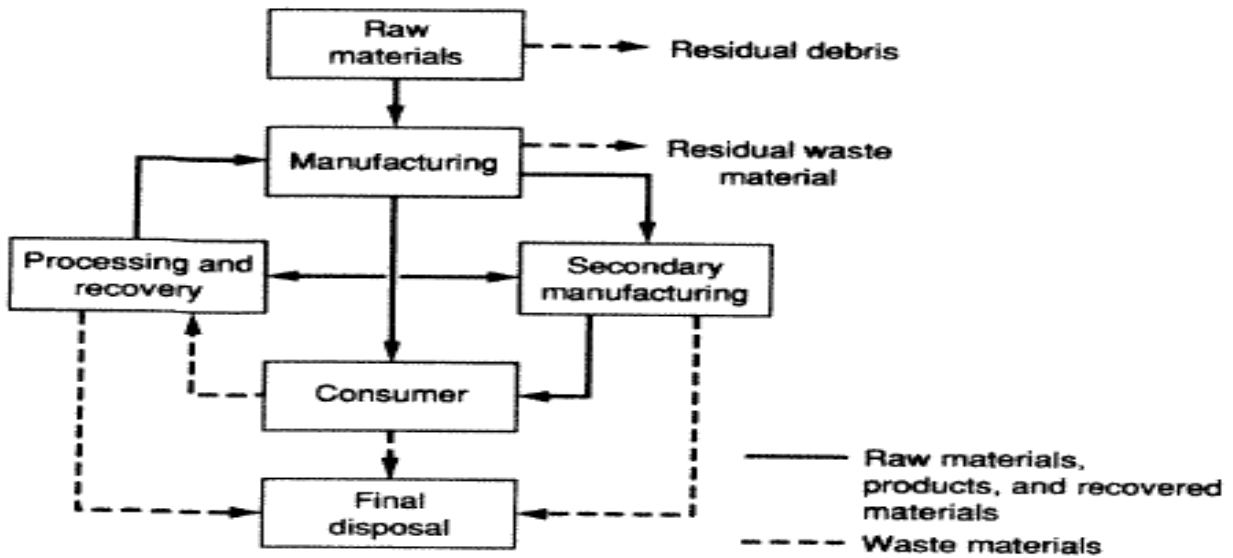 Raw
materials
Residual debris
Manufacturing
Residual waste
material
Processing and
recovery
Secondary
manufacturing
Consumer
Final
disposal
Raw materials,
products, and recovered
materials
Waste materials